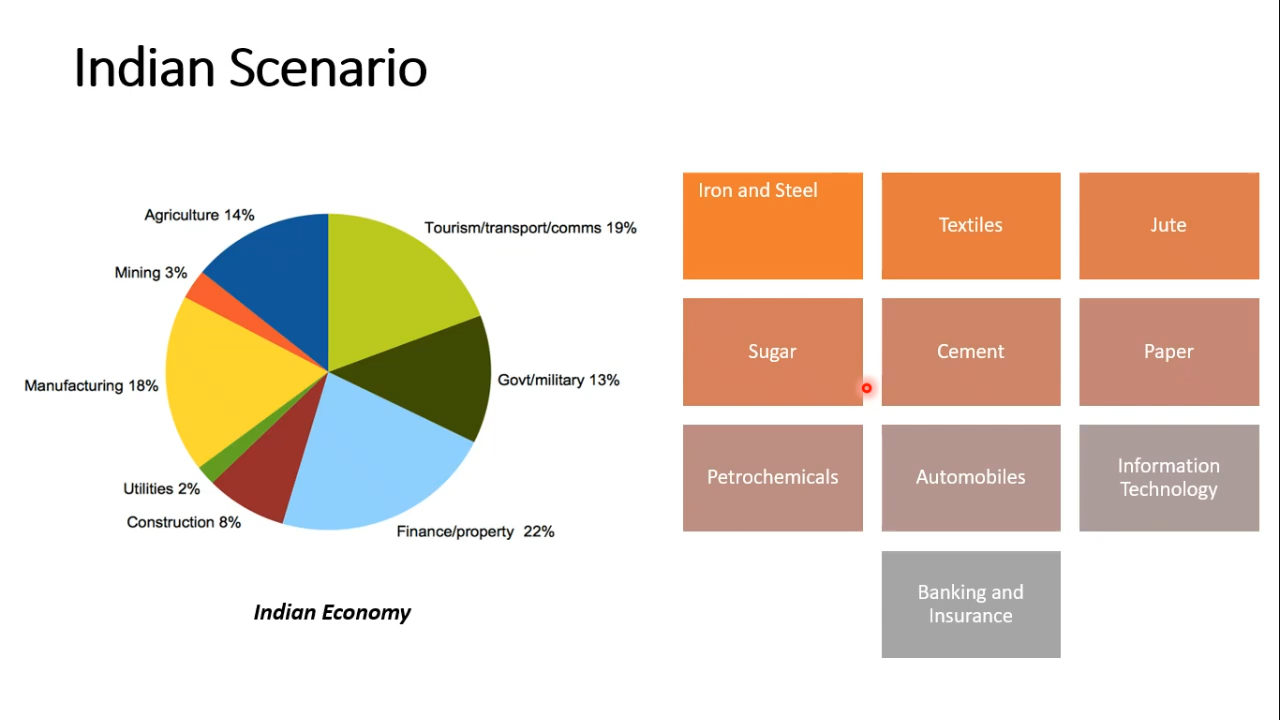 Indian Scenario
Agriculture 14%
Tourism/transport/comms 19%
Mining 3%
Govt/military 13%
Manufacturing 18%
Utilities 2%
Construction 8%
Finance/property 22%
Indian Economy
Iron and Steel
Textiles
Jute
Sugar
Cement
Paper
Petrochemicals
Automobiles
Information
Technology
Banking and
Insurance